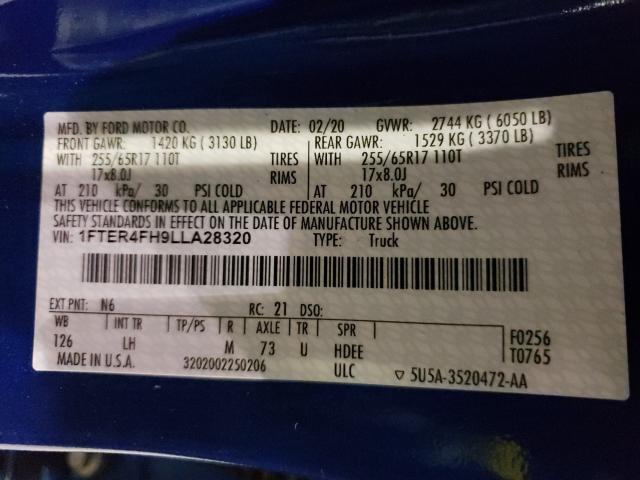 MFD. BY FORD MOTOR CO. DATE: 02/20 GVWR: 2744 KG ( 6050 LB)
FRONT GAWR: 1420 KG ( 3130 LB) REAR GAWR: 1529 KG ( 3370 LB)
WITH 255/65R17 110T TIRES WITH 255/65R17 110T TIRES
17x8.0J RIMS 17x8.0J RIMS
AT 210 kPa/ 30 PSI COLD AT 210 kPa/ 30 PSI COLD
THIS VEHICLE CONFORMS TO ALL APPLICABLE FEDERAL MOTOR VEHICLE
SAFETY STANDARDS IN EFFECT ON THE DATE OF MANUFACTURE SHOWN ABOVE.
VIN: 1FTER4FH9LLA28320 TYPE: Truck
EXT PNT: N6 RC: 21 DSO:
WB INT TR TP/PS R AXLE TR SPR F0256
126 LH M 73 U HDEE T0765
MADE IN U.S.A. 3202002250206 ULC ▽ 5U5A-3520472-AA